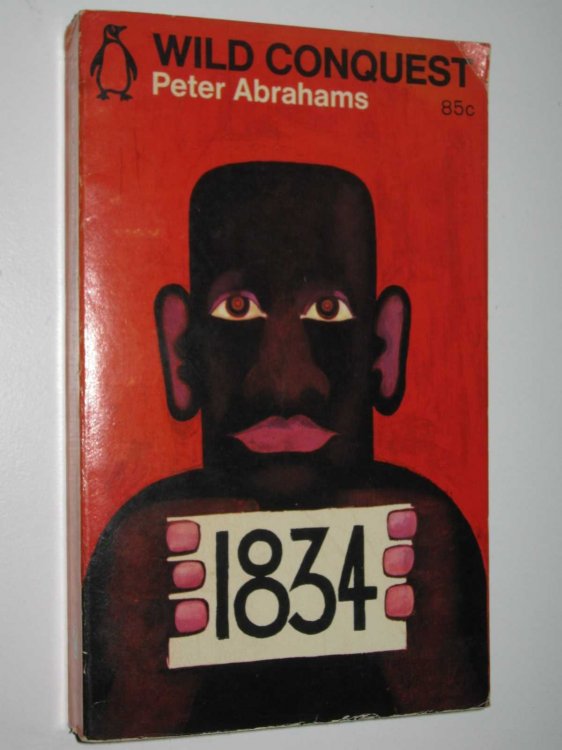 WILD CONQUEST
Peter Abrahams
85c
1834